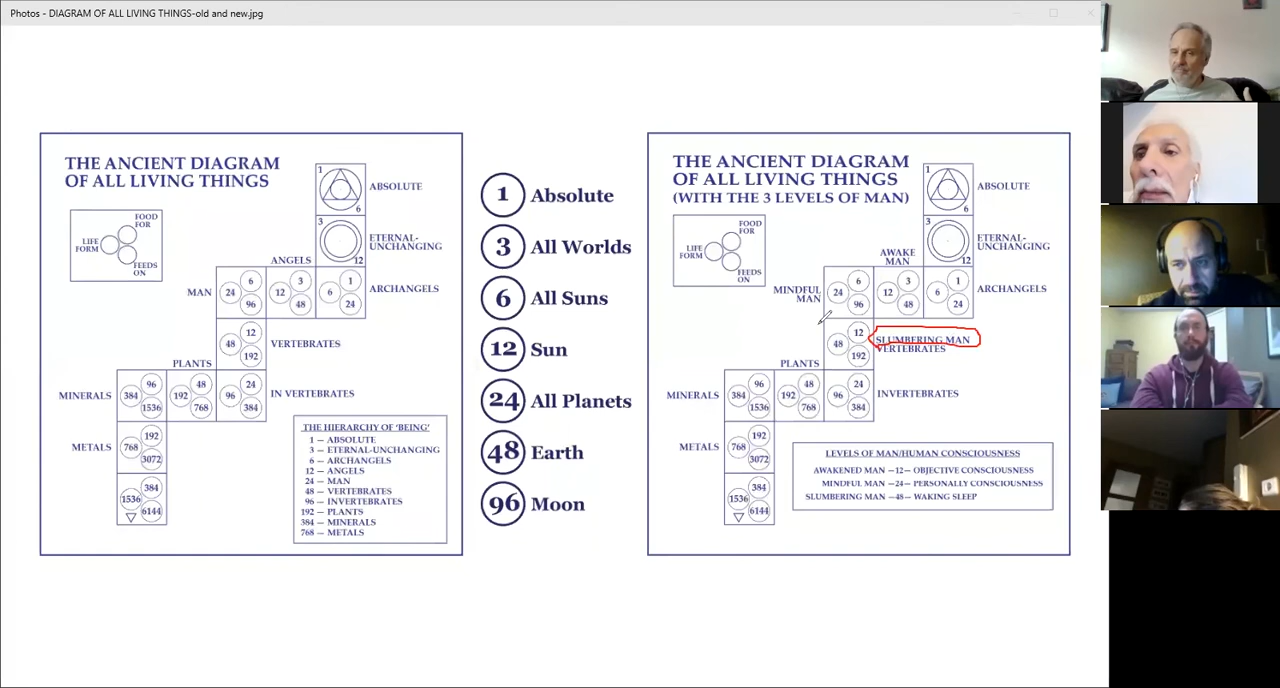 Photos - DIAGRAM OF ALL LIVING THINGS-old and new.jpg
THE ANCIENT DIAGRAM
OF ALL LIVING THINGS
FOOD
FOR
LIFE
FORM
FEEDS
ON
1
6
ABSOLUTE
3
12
ETERNAL-
UNCHANGING
ANGELS
MAN
24
6
96
12
3
48
6
1
24
ARCHANGELS
48
12
192
VERTEBRATES
PLANTS
MINERALS
384
96
1536
192
48
768
96
24
384
IN VERTEBRATES
METALS
768
192
3072
1536
384
6144
THE HIERARCHY OF 'BEING'
1 – ABSOLUTE
3 – ETERNAL-UNCHANGING
6 – ARCHANGELS
12 – ANGELS
24 – MAN
48 – VERTEBRATES
96 – INVERTEBRATES
192 – PLANTS
384 – MINERALS
768 – METALS
1 Absolute
3 All Worlds
6 All Suns
12 Sun
24 All Planets
48 Earth
96 Moon
THE ANCIENT DIAGRAM
OF ALL LIVING THINGS
(WITH THE 3 LEVELS OF MAN)
FOOD
FOR
LIFE
FORM
FEEDS
ON
1
6
ABSOLUTE
3
12
ETERNAL-
UNCHANGING
AWAKE
MAN
MINDFUL
MAN
24
6
96
12
3
48
6
1
24
ARCHANGELS
48
12
192
SLUMBERING MAN
VERTEBRATES
PLANTS
MINERALS
384
96
1536
192
48
768
96
24
384
INVERTEBRATES
METALS
768
192
3072
1536
384
6144
LEVELS OF MAN/HUMAN CONSCIOUSNESS
AWAKENED MAN –12– OBJECTIVE CONSCIOUSNESS
MINDFUL MAN –24– PERSONALLY CONSCIOUSNESS
SLUMBERING MAN –48– WAKING SLEEP